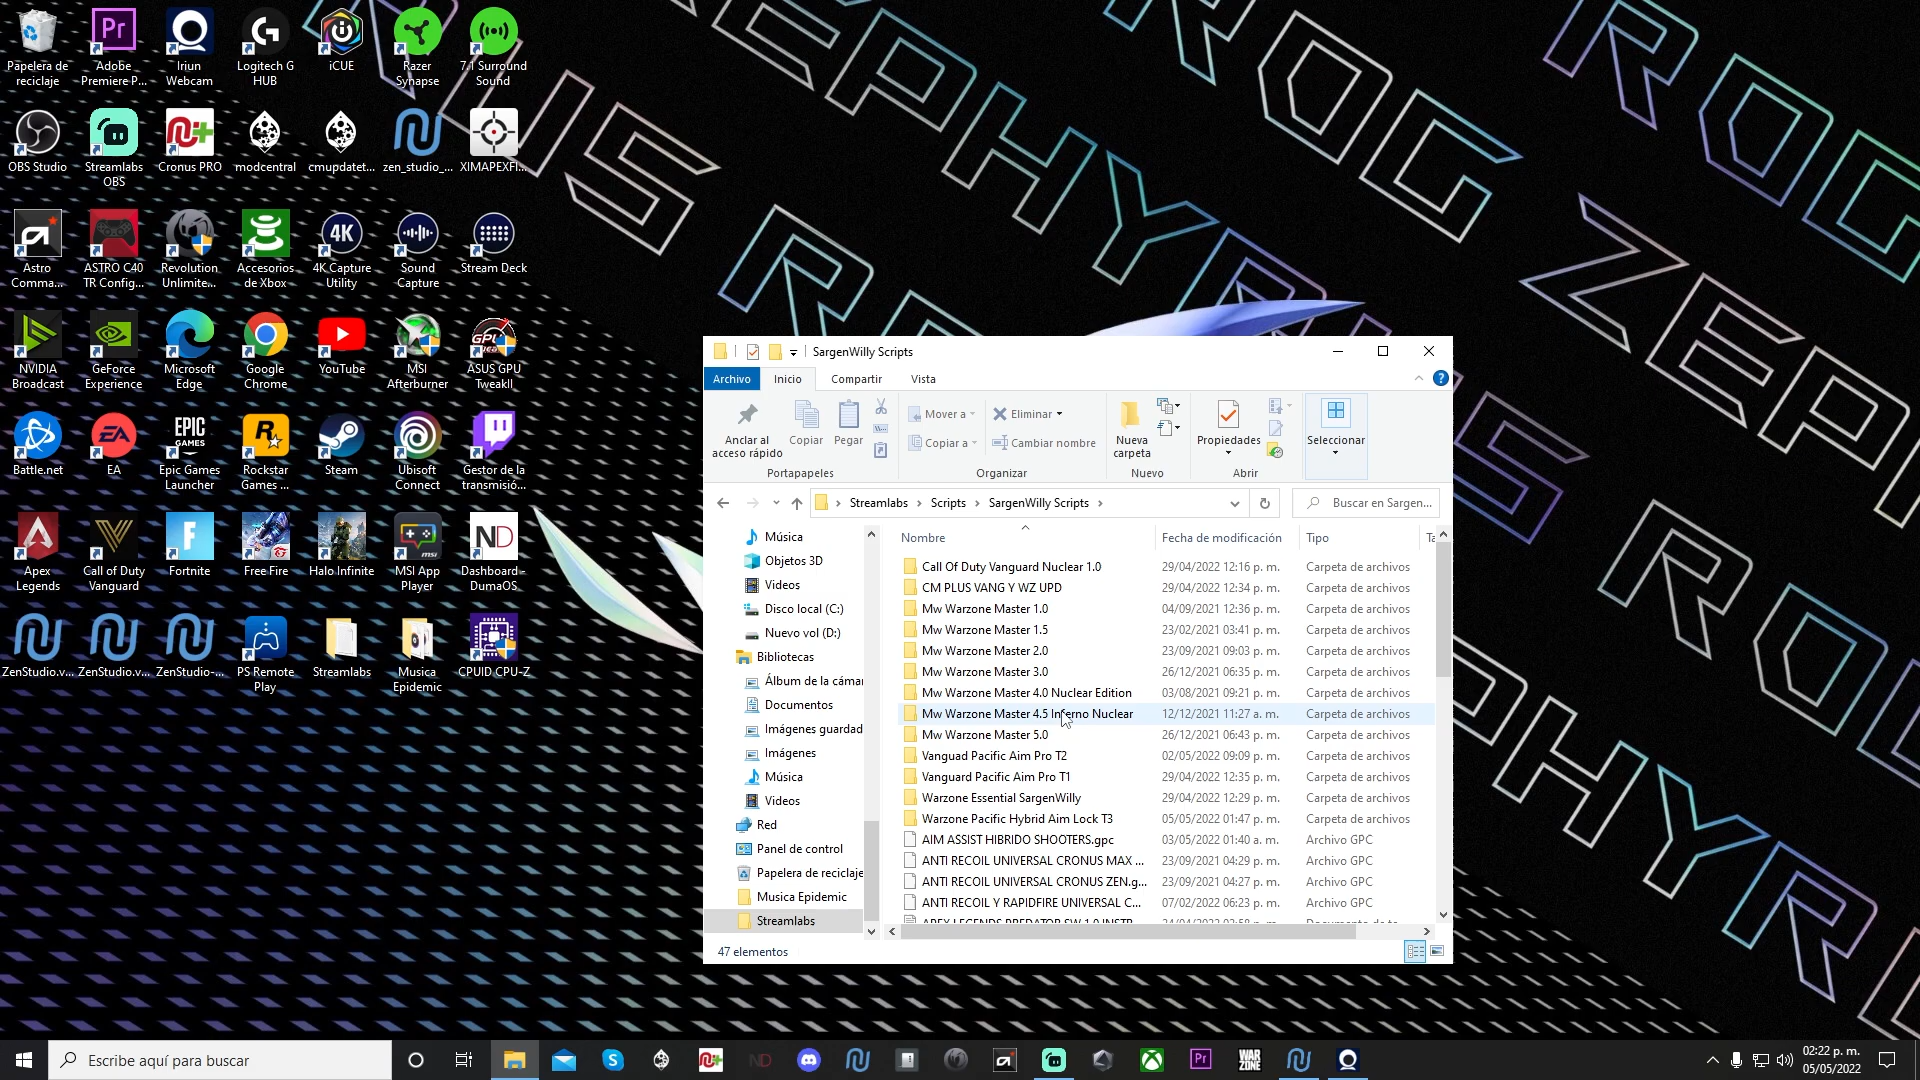 Papelera de reciclaje
Adobe Premiere P...
Iriun Webcam
Logitech G HUB
iCUE
Razer Synapse
7.1 Surround Sound
OBS Studio
Streamlabs OBS
Cronus PRO
modcentral
cmupdatet...
zen_studio_...
XIMAPEXFI...
Astro Comma...
ASTRO C40 TR Config...
Revolution Unlimite...
Accesorios de Xbox
4K Capture Utility
Sound Capture
Stream Deck
NVIDIA Broadcast
GeForce Experience
Microsoft Edge
Google Chrome
YouTube
MSI Afterburner
ASUS GPU TweakII
Battle.net
EA
Epic Games Launcher
Rockstar Games ...
Steam
Ubisoft Connect
Gestor de la transmisió...
Apex Legends
Call of Duty Vanguard
Fortnite
Free Fire
Halo Infinite
MSI App Player
Dashboard - DumaOS
ZenStudio.v...
ZenStudio.v...
ZenStudio-...
PS Remote Play
Streamlabs
Musica Epidemic
CPUID CPU-Z
SargenWilly Scripts
Archivo Inicio Compartir Vista
Anclar al acceso rápido
Copiar
Pegar
Portapapeles
Mover a
Copiar a
Eliminar
Cambiar nombre
Organizar
Nueva carpeta
Nuevo
Propiedades
Abrir
Seleccionar
Streamlabs > Scripts > SargenWilly Scripts >
Buscar en Sargen...
Música
Objetos 3D
Videos
Disco local (C:)
Nuevo vol (D:)
Bibliotecas
Álbum de la cámar
Documentos
Imágenes guardad
Imágenes
Música
Videos
Red
Panel de control
Papelera de reciclaje
Musica Epidemic
Streamlabs
Nombre Fecha de modificación Tipo Ta
Call Of Duty Vanguard Nuclear 1.0 29/04/2022 12:16 p. m. Carpeta de archivos
CM PLUS VANG Y WZ UPD 29/04/2022 12:34 p. m. Carpeta de archivos
Mw Warzone Master 1.0 04/09/2021 12:36 p. m. Carpeta de archivos
Mw Warzone Master 1.5 23/02/2021 03:41 p. m. Carpeta de archivos
Mw Warzone Master 2.0 23/09/2021 09:03 p. m. Carpeta de archivos
Mw Warzone Master 3.0 26/12/2021 06:35 p. m. Carpeta de archivos
Mw Warzone Master 4.0 Nuclear Edition 03/08/2021 09:21 p. m. Carpeta de archivos
Mw Warzone Master 4.5 Inferno Nuclear 12/12/2021 11:27 a. m. Carpeta de archivos
Mw Warzone Master 5.0 26/12/2021 06:43 p. m. Carpeta de archivos
Vanguad Pacific Aim Pro T2 02/05/2022 09:09 p. m. Carpeta de archivos
Vanguard Pacific Aim Pro T1 29/04/2022 12:35 p. m. Carpeta de archivos
Warzone Essential SargenWilly 29/04/2022 12:29 p. m. Carpeta de archivos
Warzone Pacific Hybrid Aim Lock T3 05/05/2022 01:47 p. m. Carpeta de archivos
AIM ASSIST HIBRIDO SHOOTERS.gpc 03/05/2022 01:40 a. m. Archivo GPC
ANTI RECOIL UNIVERSAL CRONUS MAX ... 23/09/2021 04:29 p. m. Archivo GPC
ANTI RECOIL UNIVERSAL CRONUS ZEN.g... 23/09/2021 04:27 p. m. Archivo GPC
ANTI RECOIL Y RAPIDFIRE UNIVERSAL C... 07/02/2022 06:23 p. m. Archivo GPC
47 elementos
Escribe aquí para buscar
02:22 p. m.
05/05/2022